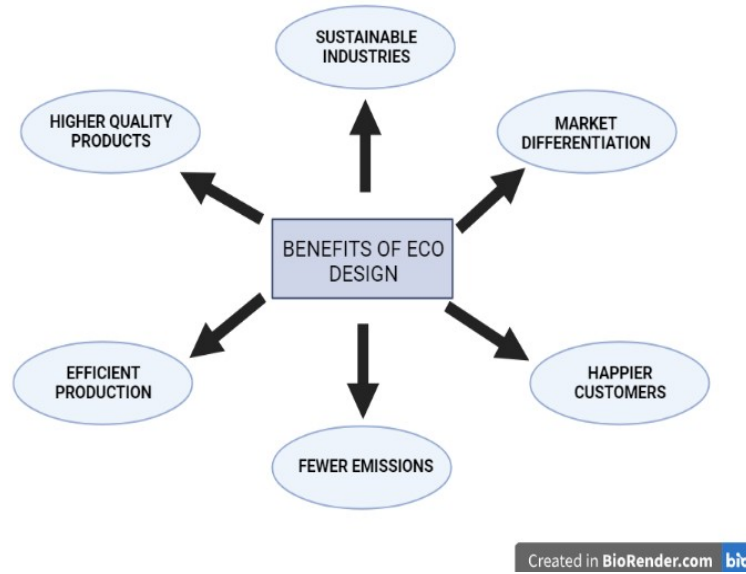 SUSTAINABLE
INDUSTRIES
HIGHER QUALITY
PRODUCTS
MARKET
DIFFERENTIATION
BENEFITS OF ECO
DESIGN
EFFICIENT
PRODUCTION
HAPPIER
CUSTOMERS
FEWER EMISSIONS
Created in BioRender.com bio